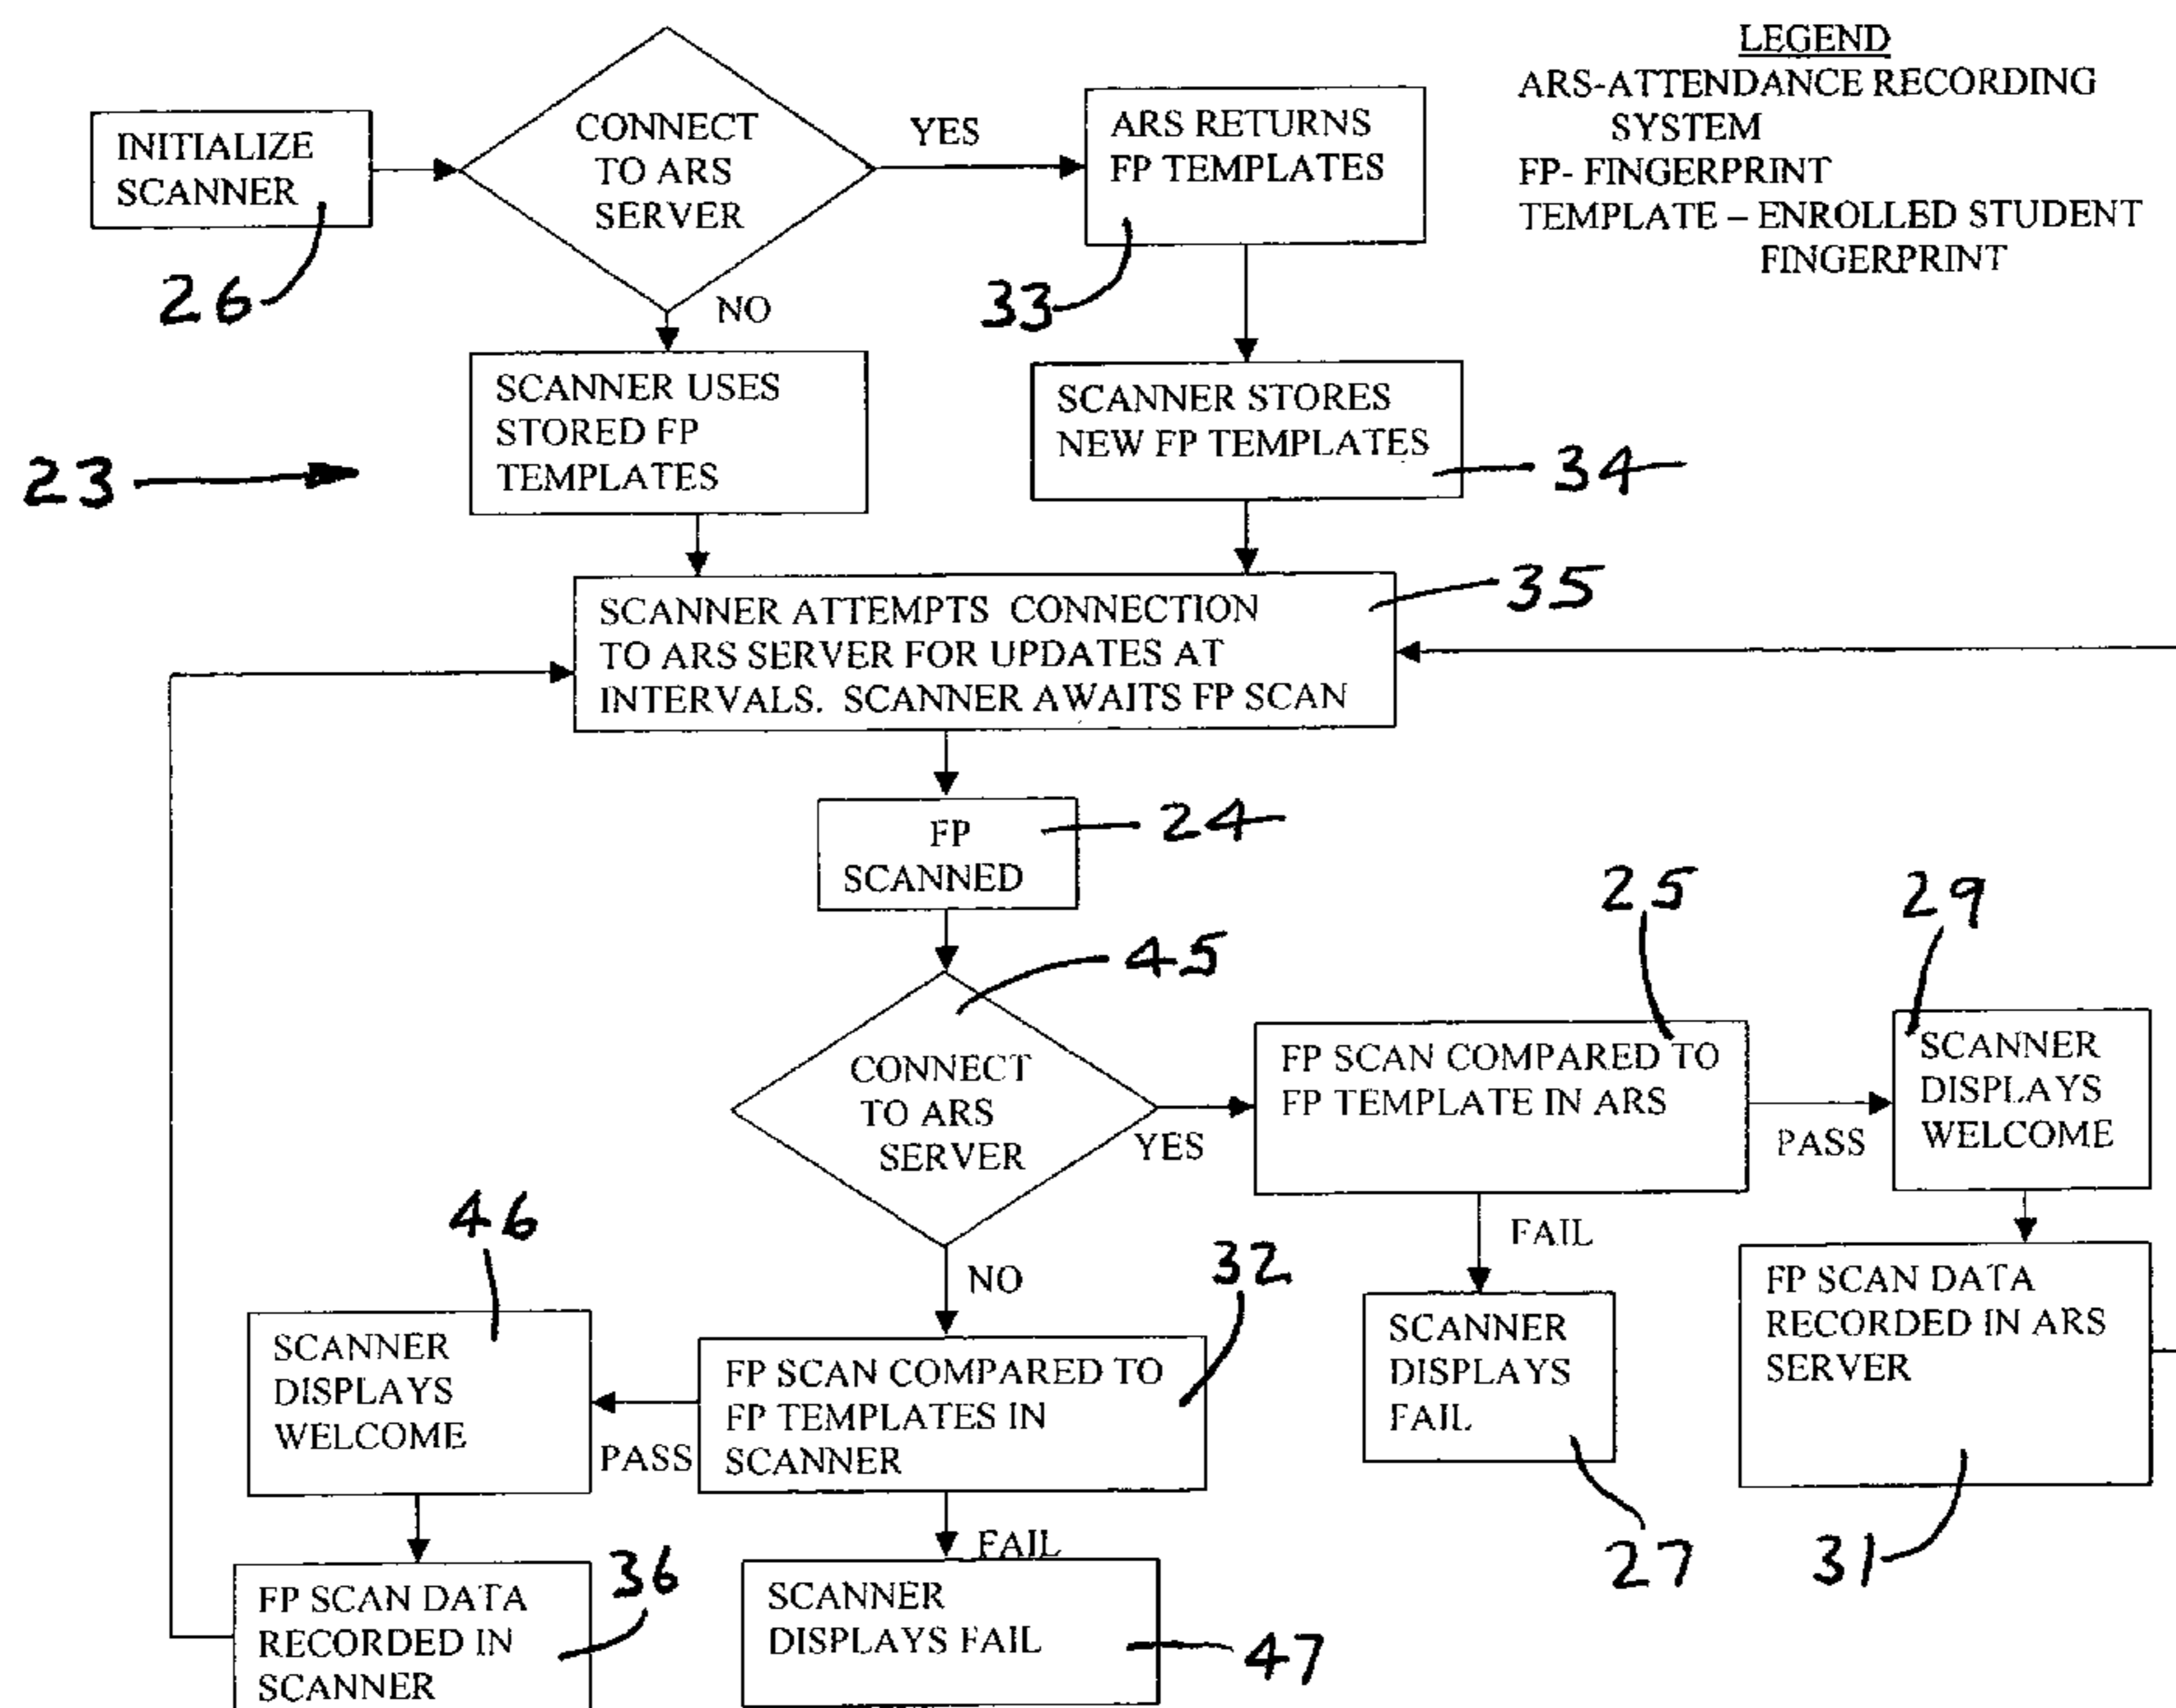 LEGEND
ARS-ATTENDANCE RECORDING
SYSTEM
FP- FINGERPRINT
TEMPLATE – ENROLLED STUDENT
FINGERPRINT
INITIALIZE
SCANNER
26
CONNECT
TO ARS
SERVER
YES
NO
ARS RETURNS
FP TEMPLATES
33
SCANNER USES
STORED FP
TEMPLATES
23
SCANNER STORES
NEW FP TEMPLATES
34
SCANNER ATTEMPTS CONNECTION
TO ARS SERVER FOR UPDATES AT
INTERVALS. SCANNER AWAITS FP SCAN
35
FP
SCANNED
24
45
CONNECT
TO ARS
SERVER
YES
NO
25
FP SCAN COMPARED TO
FP TEMPLATE IN ARS
PASS
FAIL
29
SCANNER
DISPLAYS
WELCOME
SCANNER
DISPLAYS
FAIL
27
FP SCAN DATA
RECORDED IN ARS
SERVER
31
46
SCANNER
DISPLAYS
WELCOME
PASS
32
FP SCAN COMPARED TO
FP TEMPLATES IN
SCANNER
FAIL
FP SCAN DATA
RECORDED IN
SCANNER
36
SCANNER
DISPLAYS FAIL
47